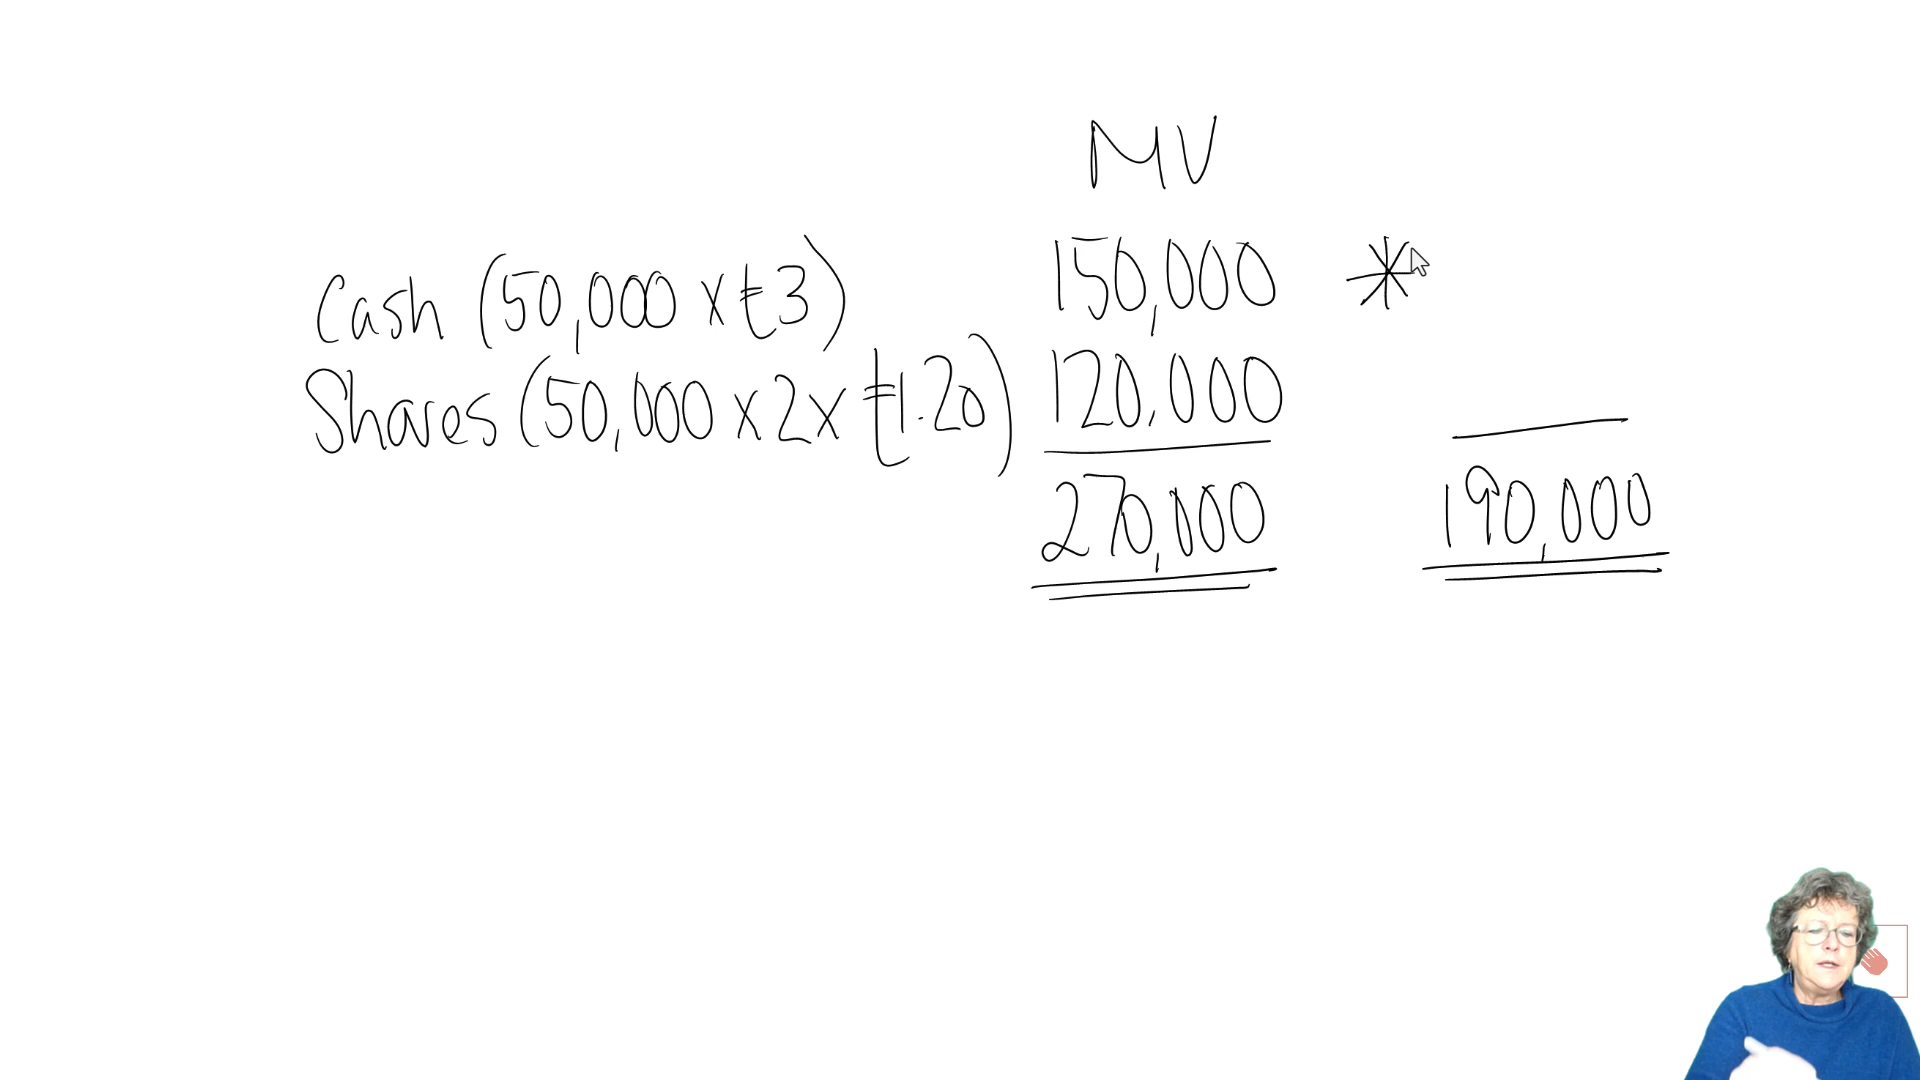 MV
Cash (50,000 x £3) 150,000 *
Shares (50,000 x 2 x £1.20) 120,000
270,000 190,000